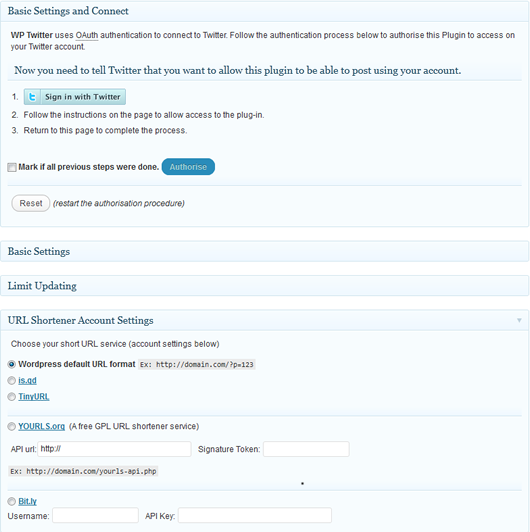 Basic Settings and Connect
WP Twitter uses OAuth authentication to connect to Twitter. Follow the authentication process below to authorise this Plugin to access on
your Twitter account.
Now you need to tell Twitter that you want to allow this plugin to be able to post using your account.
1. Sign in with Twitter
2. Follow the instructions on the page to allow access to the plug-in.
3. Return to this page to complete the process.
Mark if all previous steps were done. Authorise
Reset (restart the authorisation procedure)
Basic Settings
Limit Updating
URL Shortener Account Settings
Choose your short URL service (account settings below)
Wordpress default URL format Ex: http://domain.com/?p=123
is.gd
TinyURL
YOURLS.org (A free GPL URL shortener service)
API url: http:// Signature Token:
Ex: http://domain.com/yourls-api.php
Bit.ly
Username: API Key: